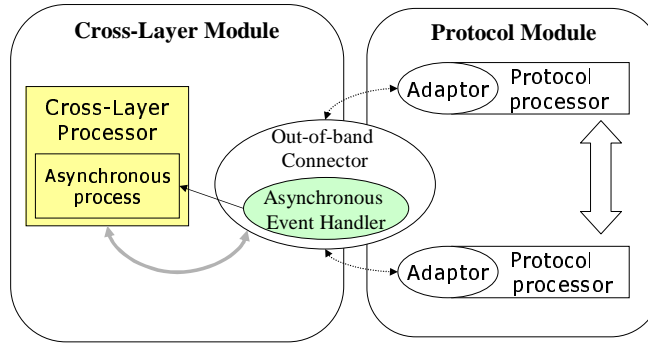 Cross-Layer Module
Protocol Module
Cross-Layer
Processor
Asynchronous
process
Out-of-band
Connector
Asynchronous
Event Handler
Adaptor
Protocol
processor
Adaptor
Protocol
processor